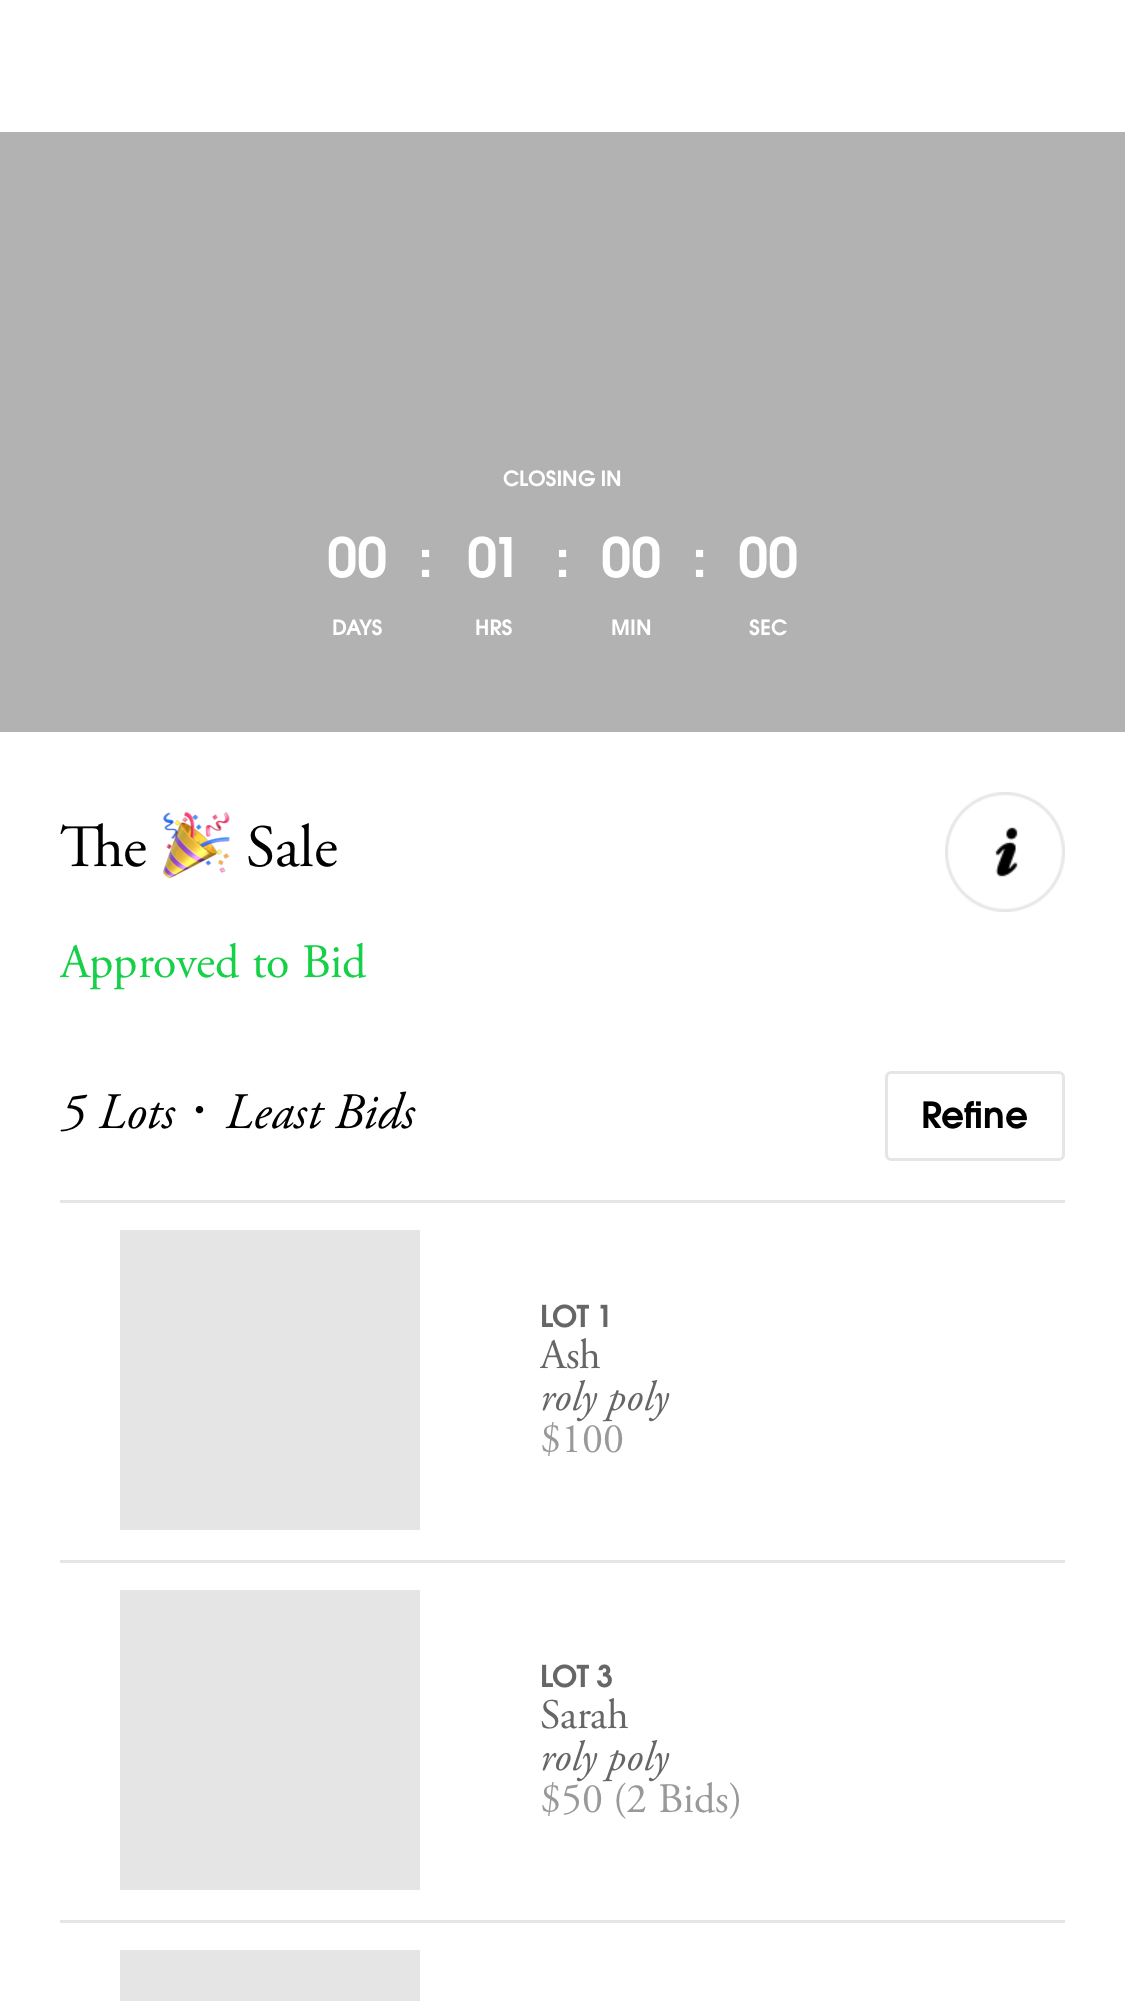 CLOSING IN
00 : 01 : 00 : 00
DAYS HRS MIN SEC
The 🎉 Sale
Approved to Bid
5 Lots • Least Bids
Refine
LOT 1
Ash
roly poly
$100
LOT 3
Sarah
roly poly
$50 (2 Bids)